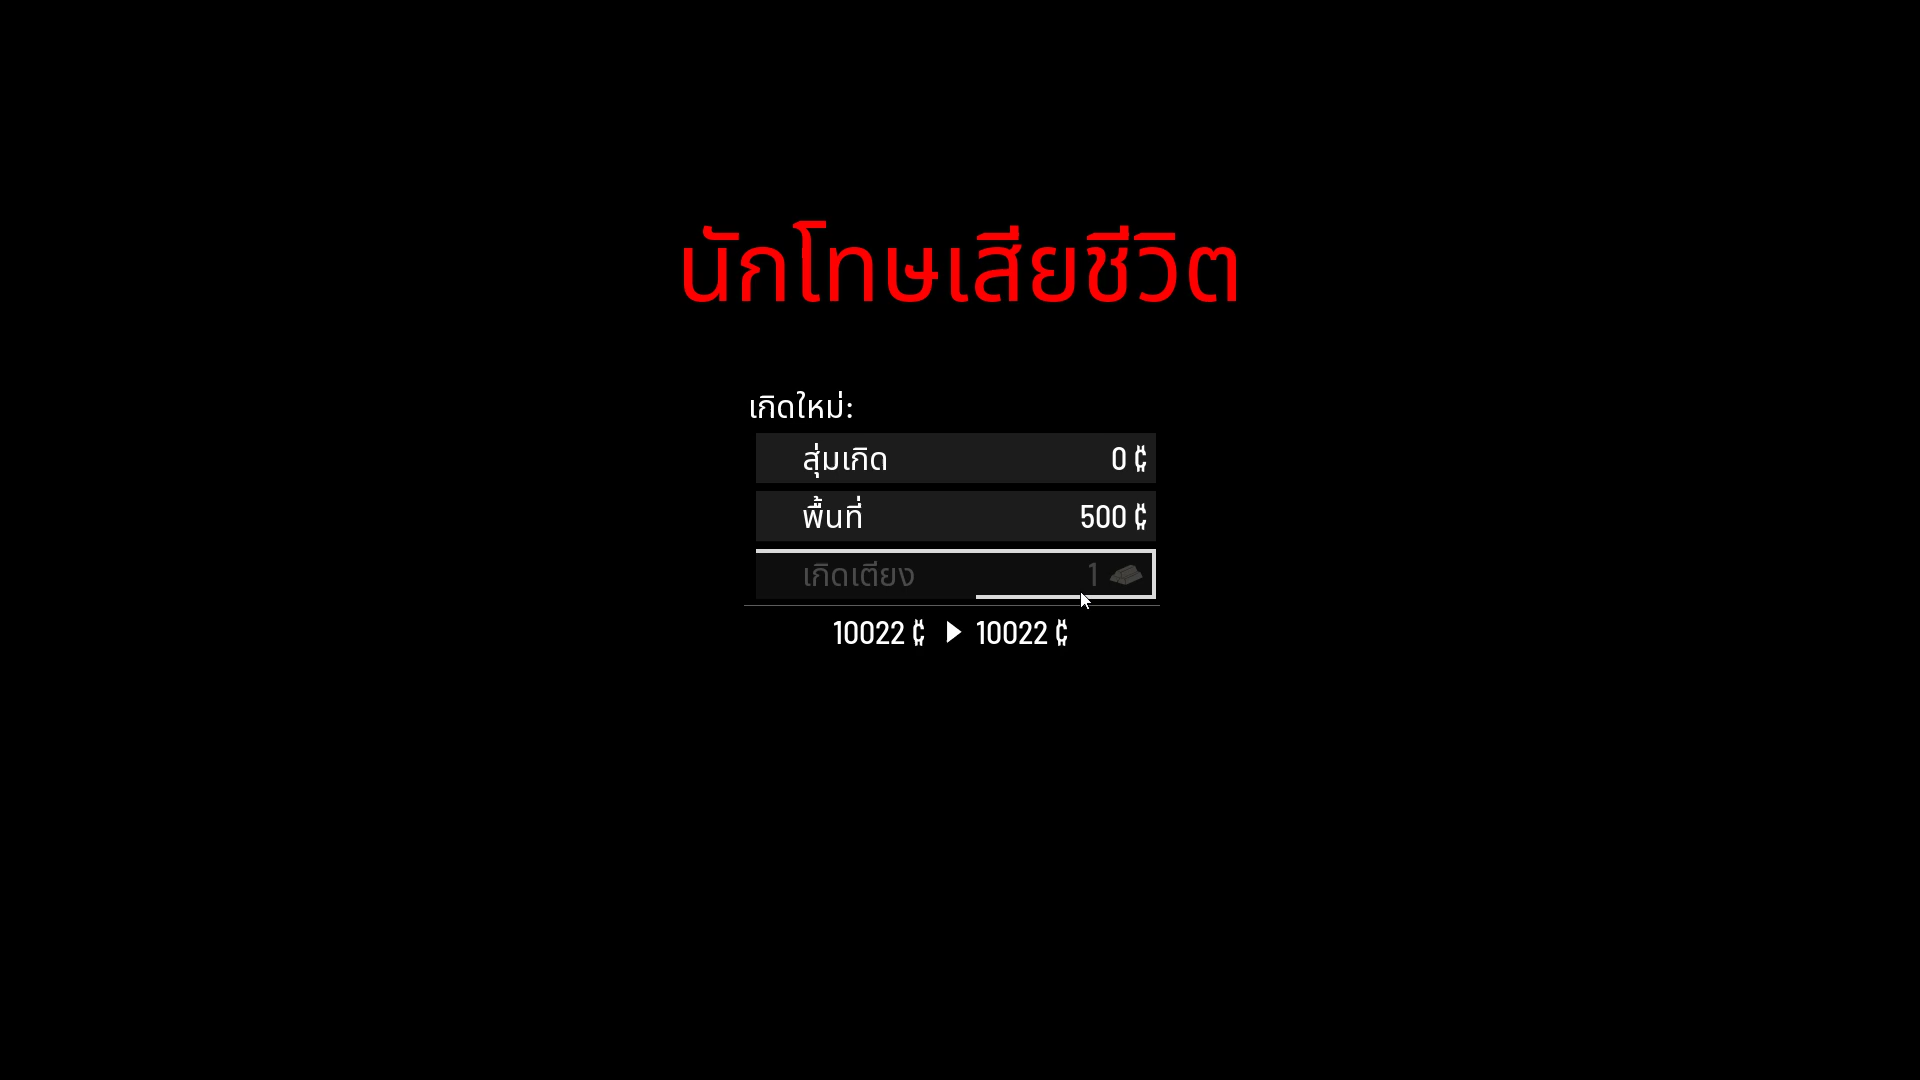 นักโทษเสียชีวิต
เกิดใหม่:
สุ่มเกิด 0 ₵
พื้นที่ 500 ₵
เกิดเตียง 1
10022 ₵ ▶ 10022 ₵